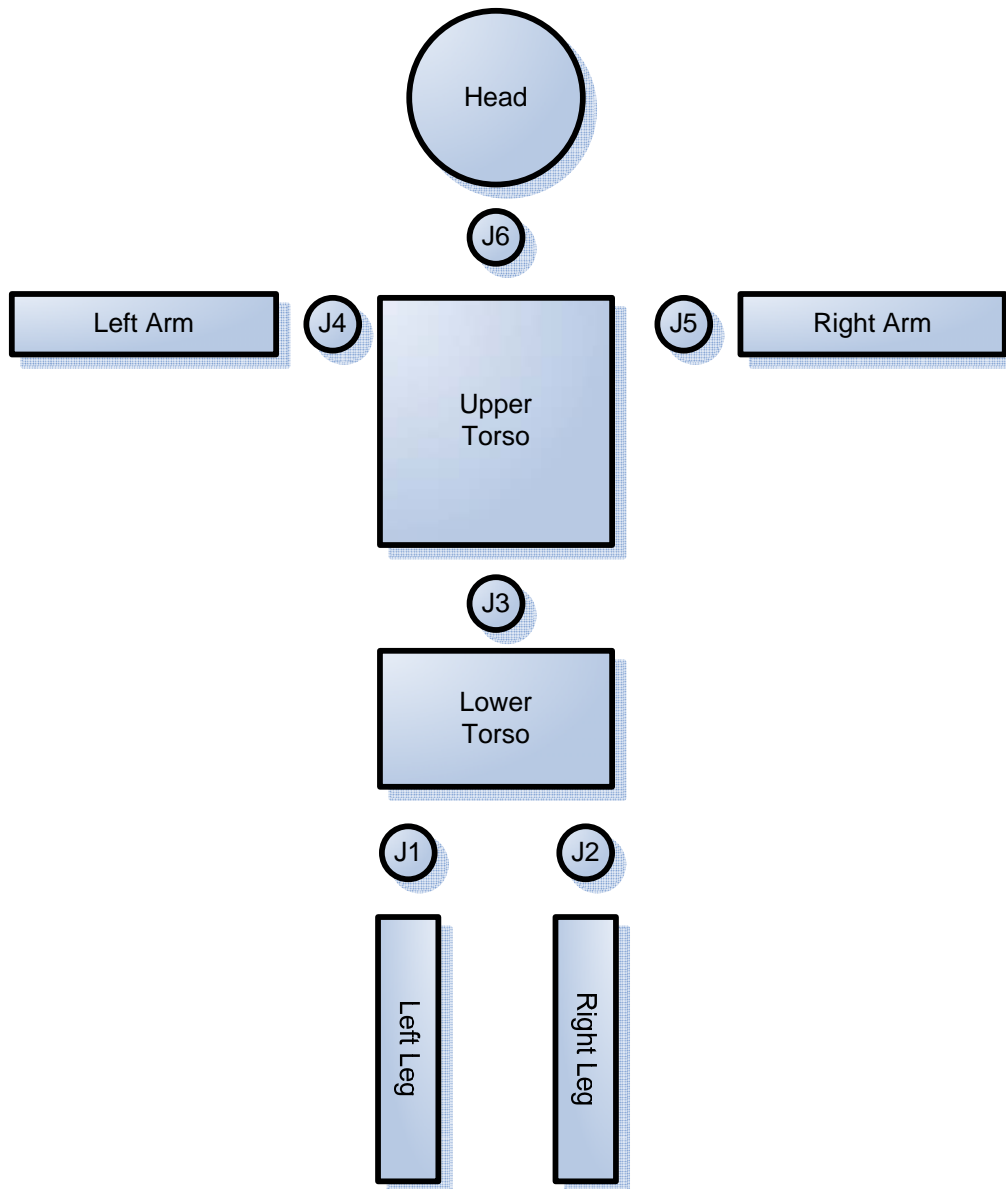 Head
J6
Left Arm
J4
J5
Right Arm
Upper
Torso
J3
Lower
Torso
J1
J2
Left Leg
Right Leg